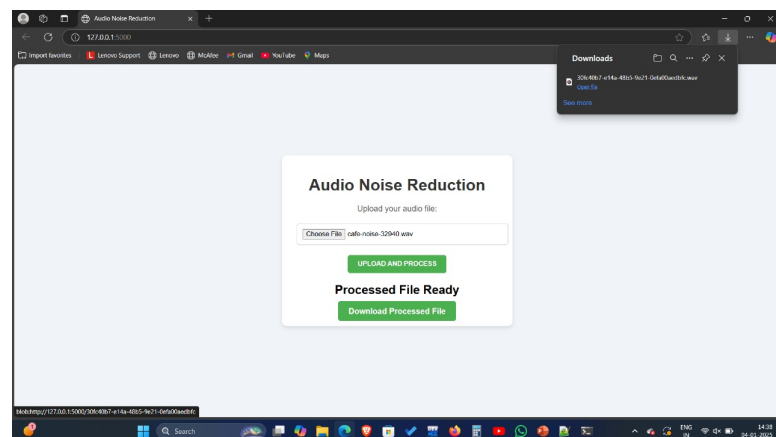 Audio Noise Reduction
127.0.0.1:5000
Import favorites
Lenovo Support
Lenovo
McAfee
Gmail
YouTube
Maps
Downloads
30fc40b7-e14a-48b5-9e21-0efa00aedbfc.wav
Open file
See more
Audio Noise Reduction
Upload your audio file:
Choose File cafe-noise-32940.wav
UPLOAD AND PROCESS
Processed File Ready
Download Processed File
blob:http://127.0.0.1:5000/30fc40b7-e14a-48b5-9e21-0efa00aedbfc
Search
ENG
IN
14:38
04-01-2025